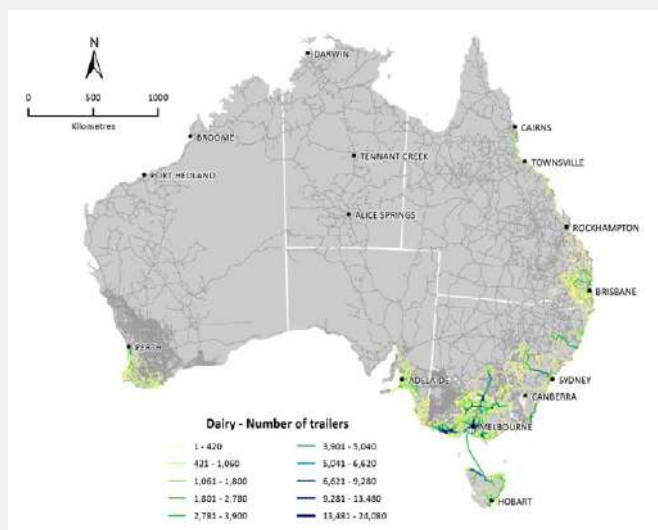 N
DARWIN
0 500 1000
Kilometres
CAIRNS
BROOME
TENNANT CREEK
TOWNSVILLE
PORT HEDLAND
ALICE SPRINGS
ROCKHAMPTON
BRISBANE
PERTH
ADELAIDE
SYDNEY
CANBERRA
MELBOURNE
HOBART
Dairy - Number of trailers
1 - 420
421 - 1,060
1,061 - 1,800
1,801 - 2,780
2,781 - 3,900
3,901 - 5,040
5,041 - 6,620
6,621 - 9,280
9,281 - 13,480
13,481 - 24,080